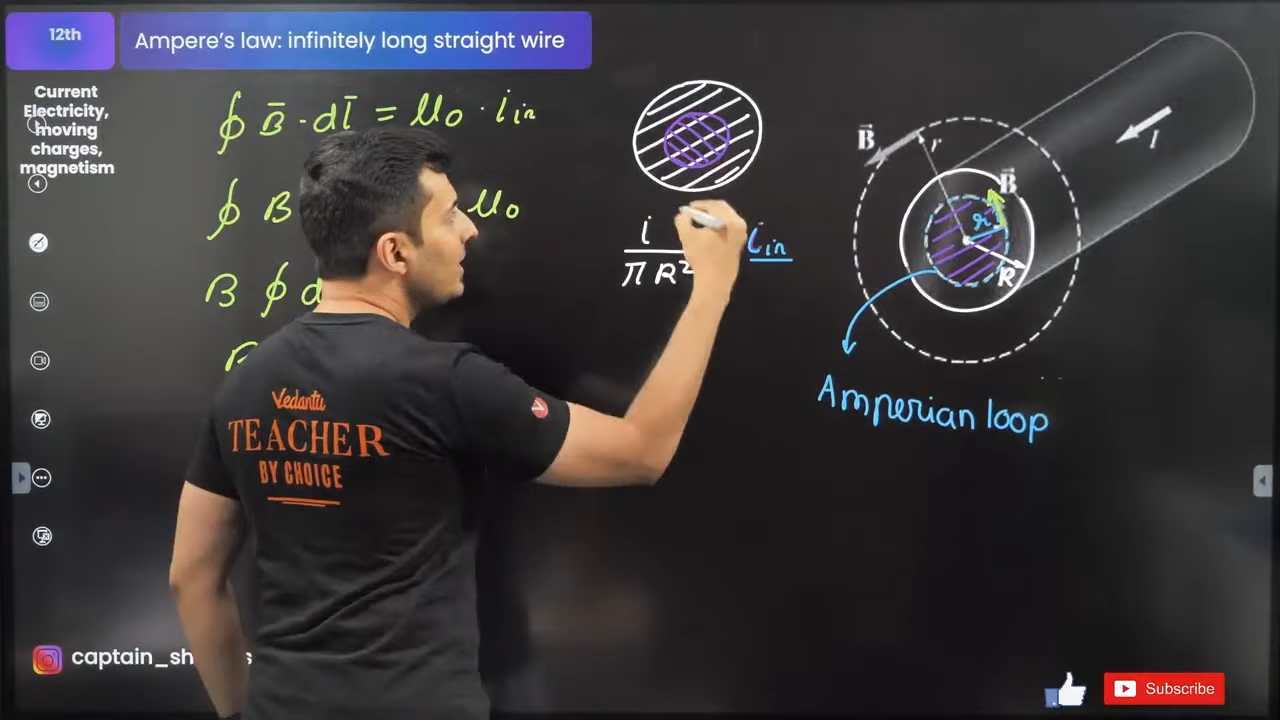 12th
Ampere's law: infinitely long straight wire
Current
Electricity,
moving
charges,
magnetism
∮ B̄ · dl̄ = μ₀ · iᵢₙ
∮ B μ₀
B ∮ d
i
π R²
iᵢₙ
B⃗
r
I
B⃗
r
R
Amperian loop
Vedantu
TEACHER
BY CHOICE
captain_sh s
Subscribe